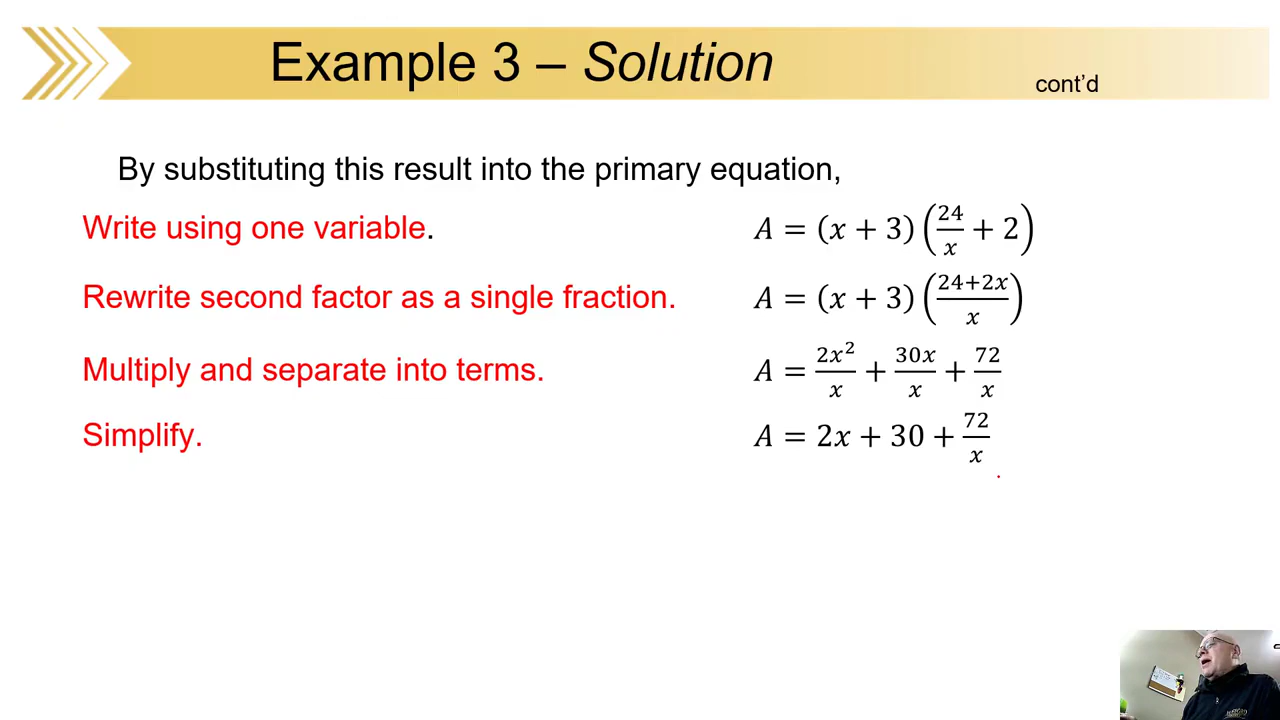 Example 3 – Solution
cont’d
By substituting this result into the primary equation,
Write using one variable. A = (x + 3)(24/x + 2)
Rewrite second factor as a single fraction. A = (x + 3)((24+2x)/x)
Multiply and separate into terms. A = 2x²/x + 30x/x + 72/x
Simplify. A = 2x + 30 + 72/x